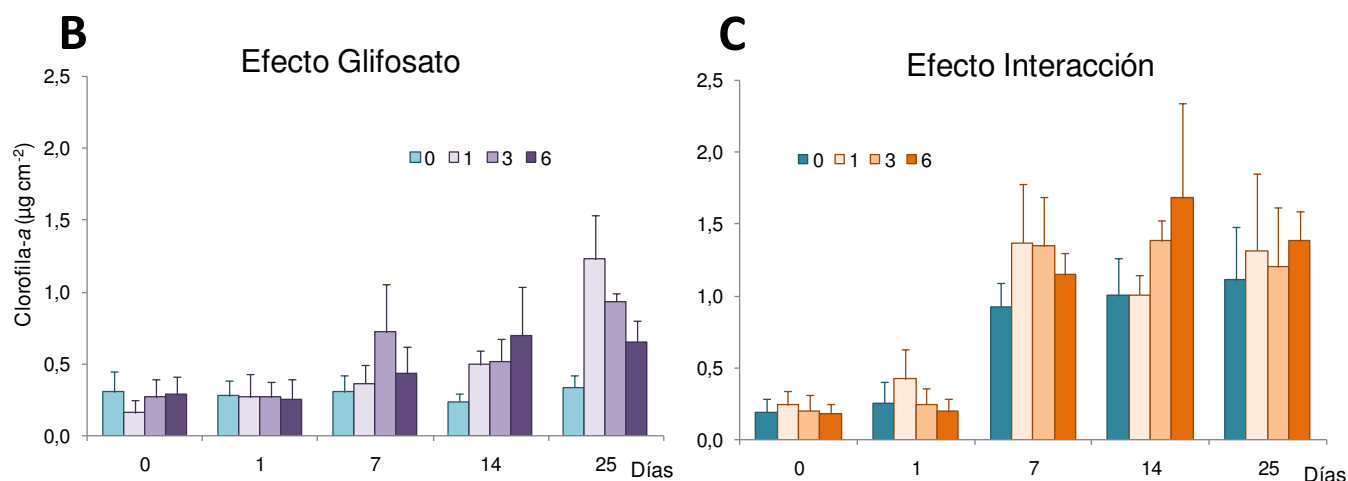 B
Efecto Glifosato
2,5
2,0
1,5
1,0
0,5
0,0
Clorofila-a (µg cm-2)
0 1 3 6
0 1 7 14 25 Días
C
Efecto Interacción
2,5
2,0
1,5
1,0
0,5
0,0
0 1 3 6
0 1 7 14 25 Días